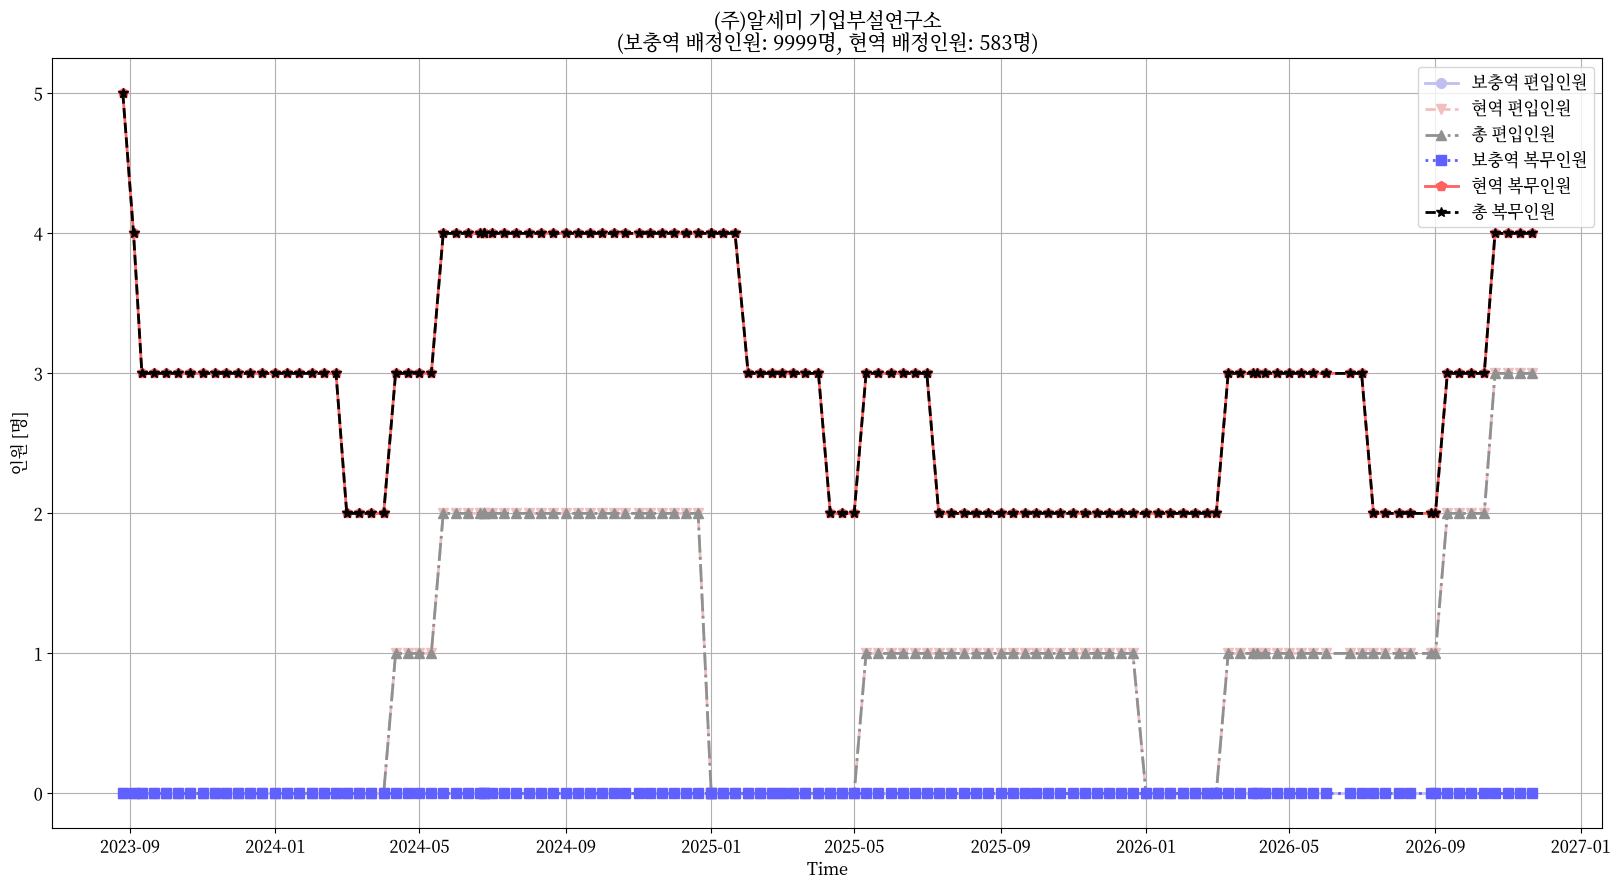 (주)알세미 기업부설연구소
(보충역 배정인원: 9999명, 현역 배정인원: 583명)
보충역 편입인원
현역 편입인원
총 편입인원
보충역 복무인원
현역 복무인원
총 복무인원
인원 [명]
5
4
3
2
1
0
2023-09 2024-01 2024-05 2024-09 2025-01 2025-05 2025-09 2026-01 2026-05 2026-09 2027-01
Time